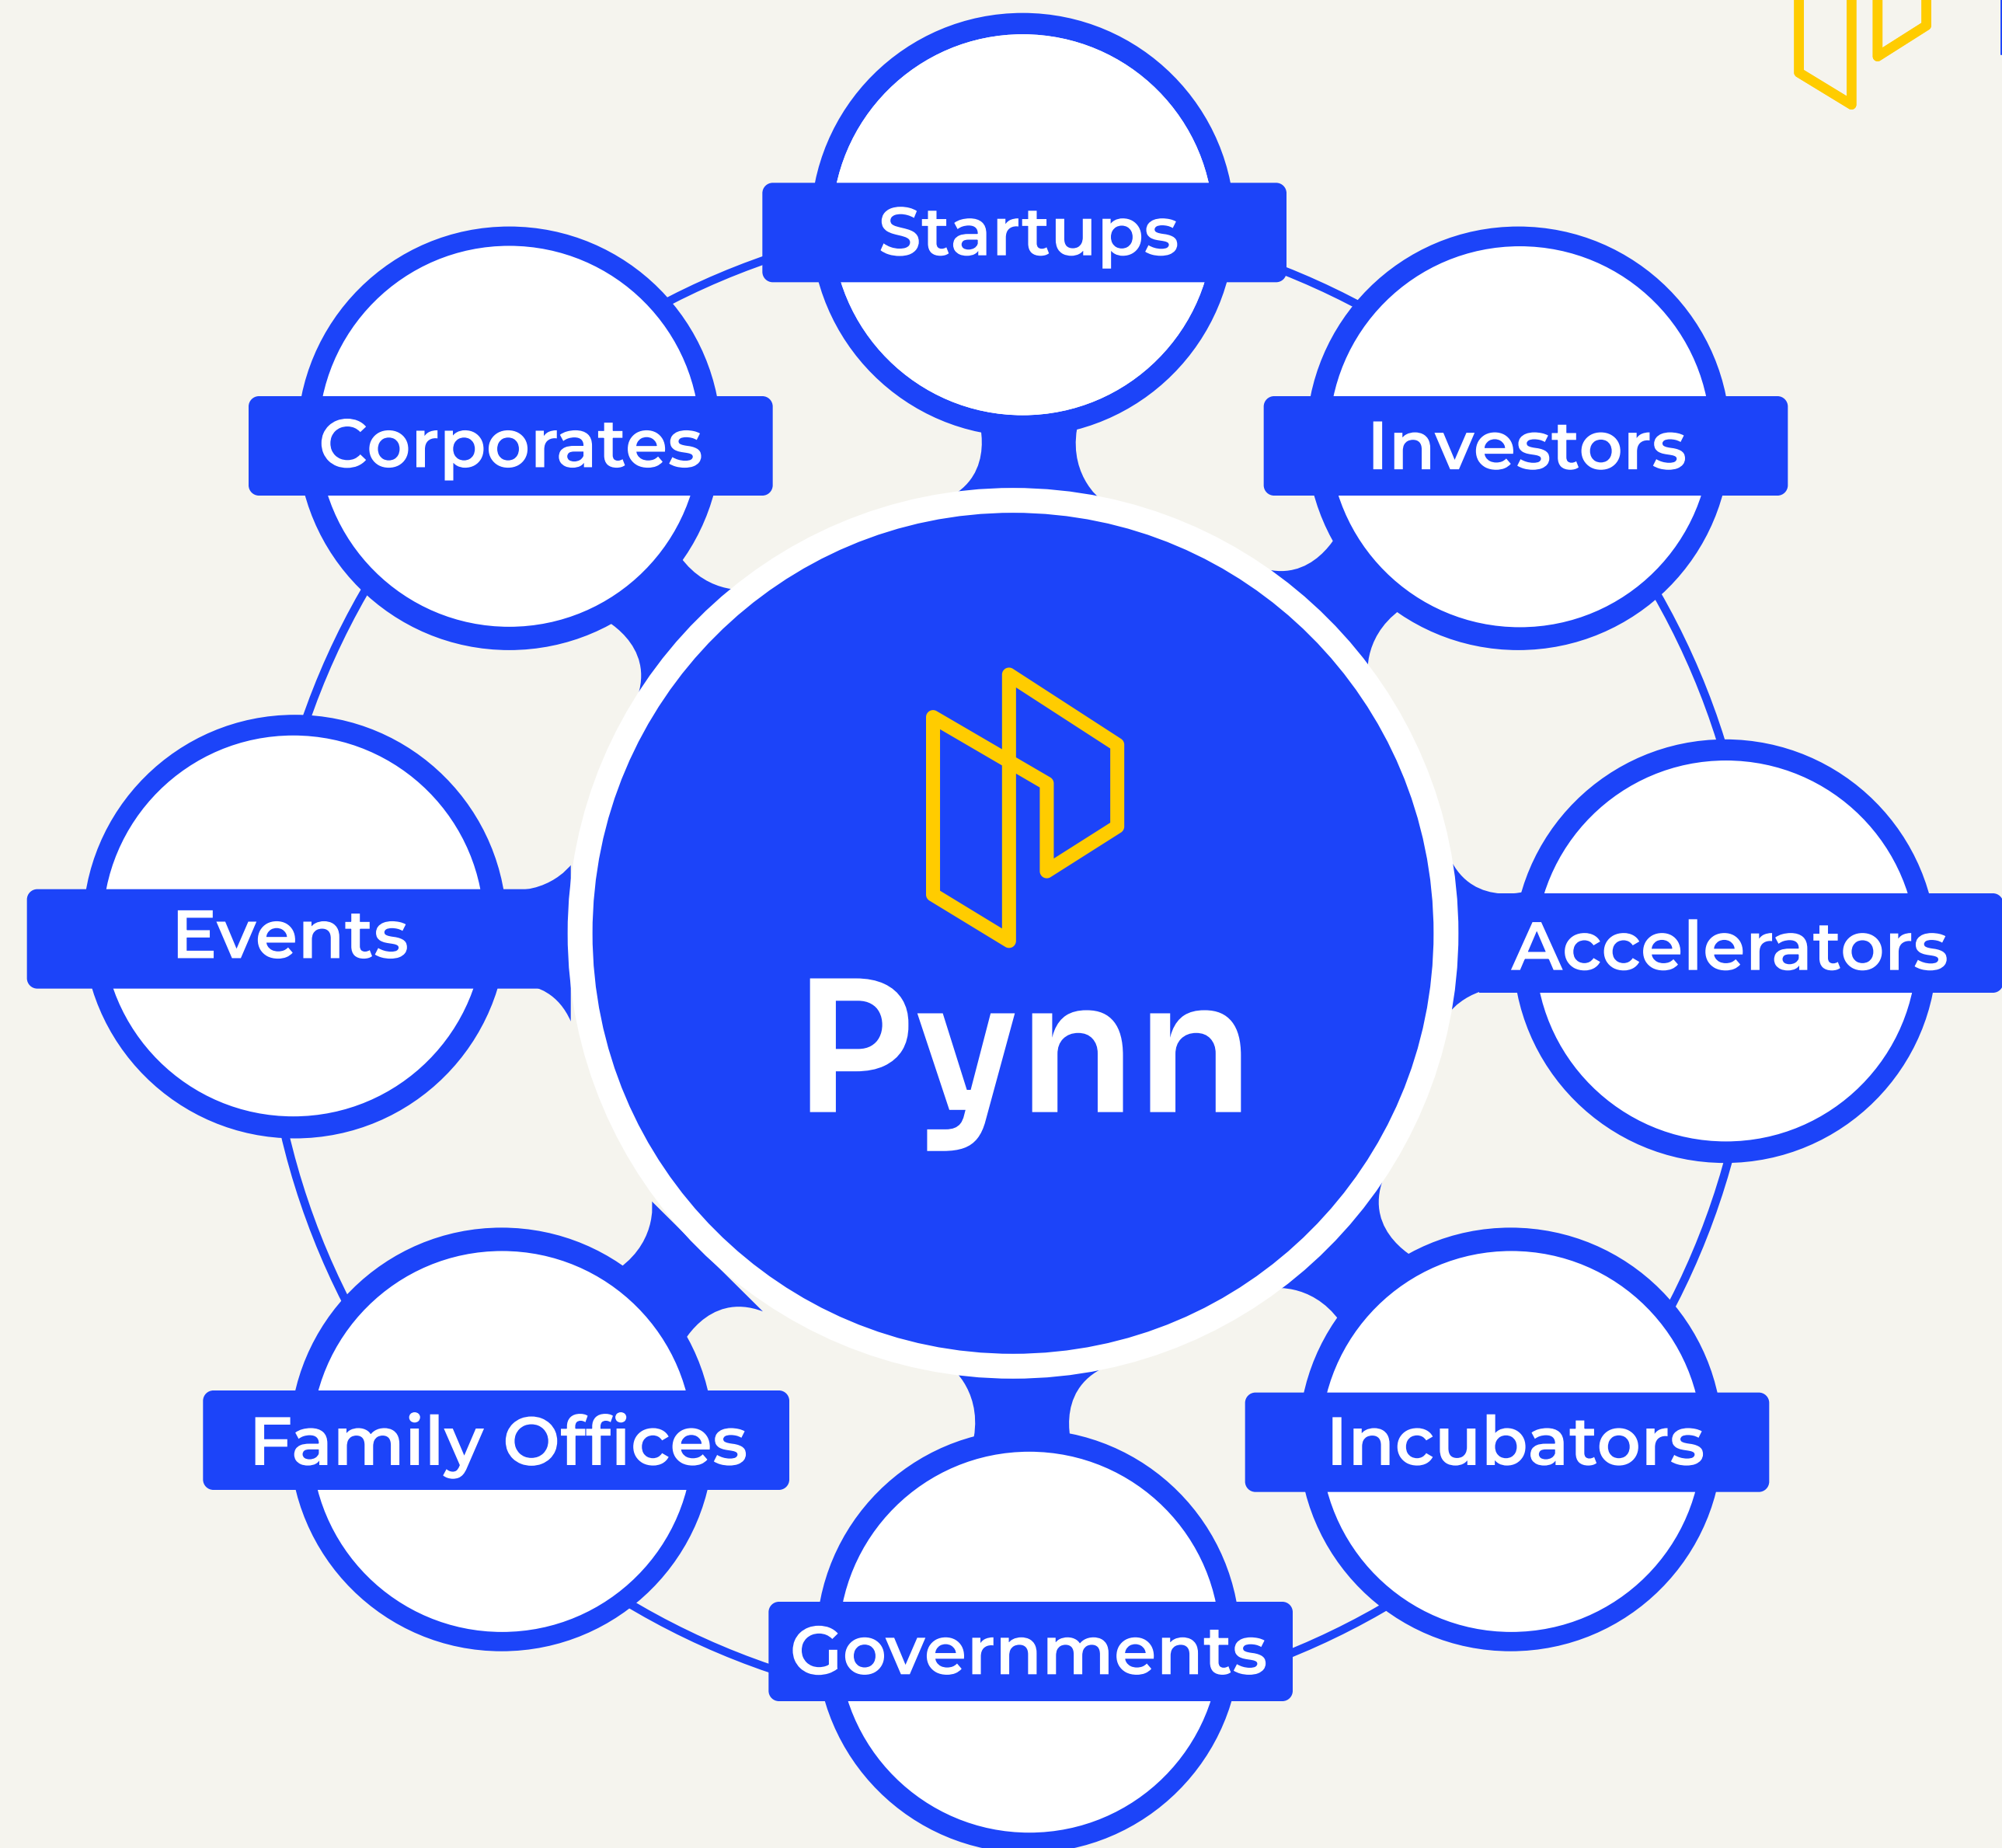 Startups
Corporates
Investors
Events
Pynn
Accelerators
Family Offices
Incubators
Governments